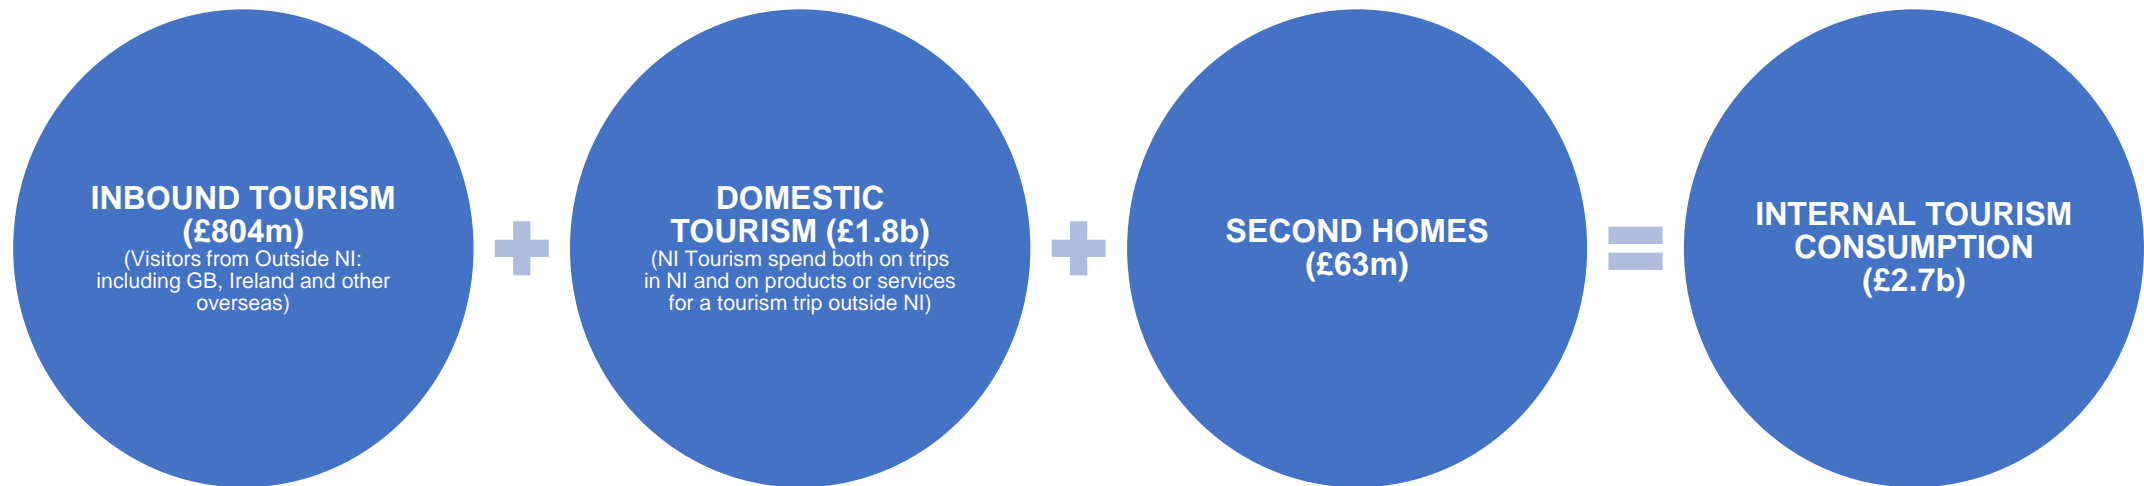 INBOUND TOURISM
(£804m)
(Visitors from Outside NI:
including GB, Ireland and other
overseas)
DOMESTIC
TOURISM (£1.8b)
(NI Tourism spend both on trips
in NI and on products or services
for a tourism trip outside NI)
SECOND HOMES
(£63m)
INTERNAL TOURISM
CONSUMPTION
(£2.7b)